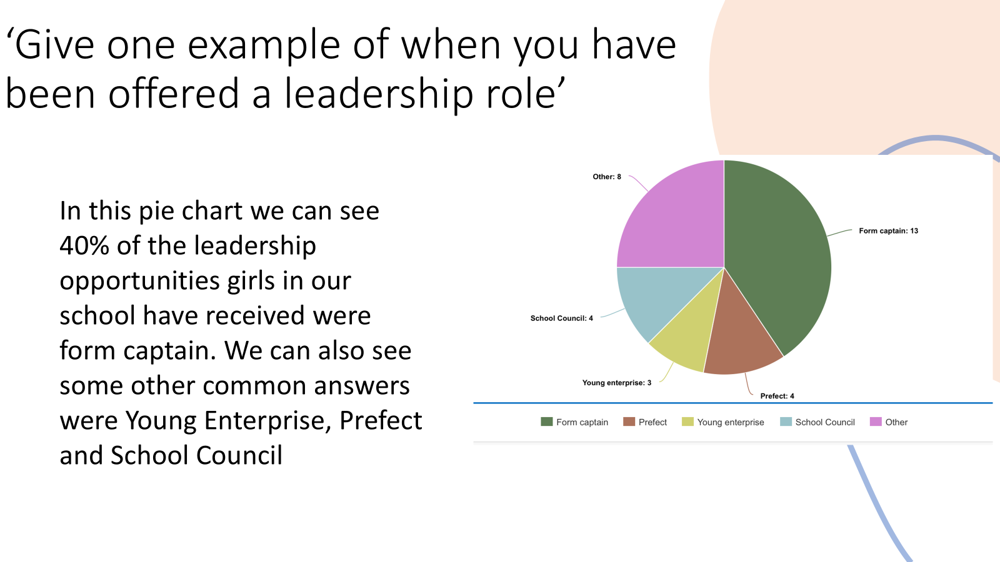 ‘Give one example of when you have
been offered a leadership role’
In this pie chart we can see
40% of the leadership
opportunities girls in our
school have received were
form captain. We can also see
some other common answers
were Young Enterprise, Prefect
and School Council
Other: 8
Form captain: 13
School Council: 4
Young enterprise: 3
Prefect: 4
Form captain Prefect Young enterprise School Council Other